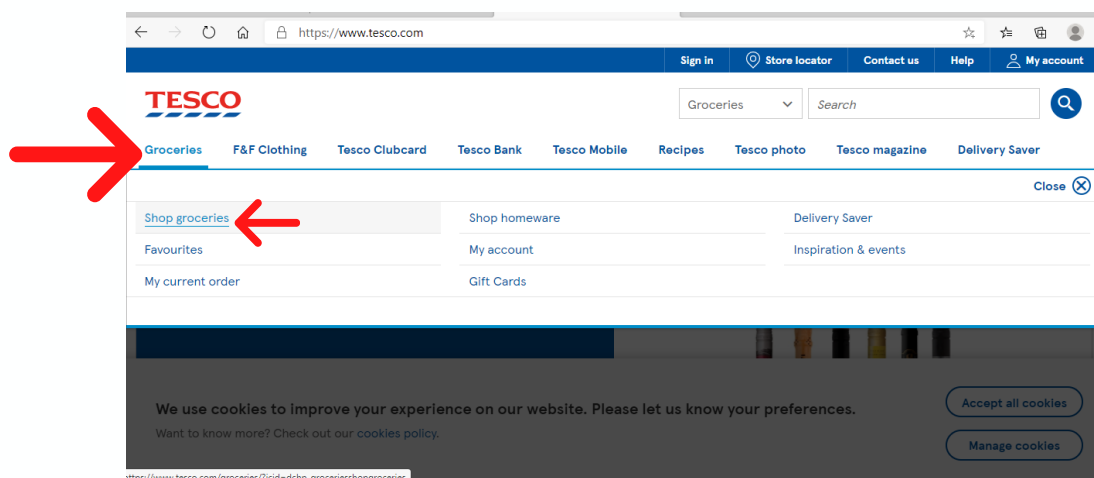 https://www.tesco.com
Sign in Store locator Contact us Help My account
TESCO
Groceries Search
Groceries F&F Clothing Tesco Clubcard Tesco Bank Tesco Mobile Recipes Tesco photo Tesco magazine Delivery Saver
Close
Shop groceries Shop homeware Delivery Saver
Favourites My account Inspiration & events
My current order Gift Cards
We use cookies to improve your experience on our website. Please let us know your preferences.
Accept all cookies
Want to know more? Check out our cookies policy.
Manage cookies